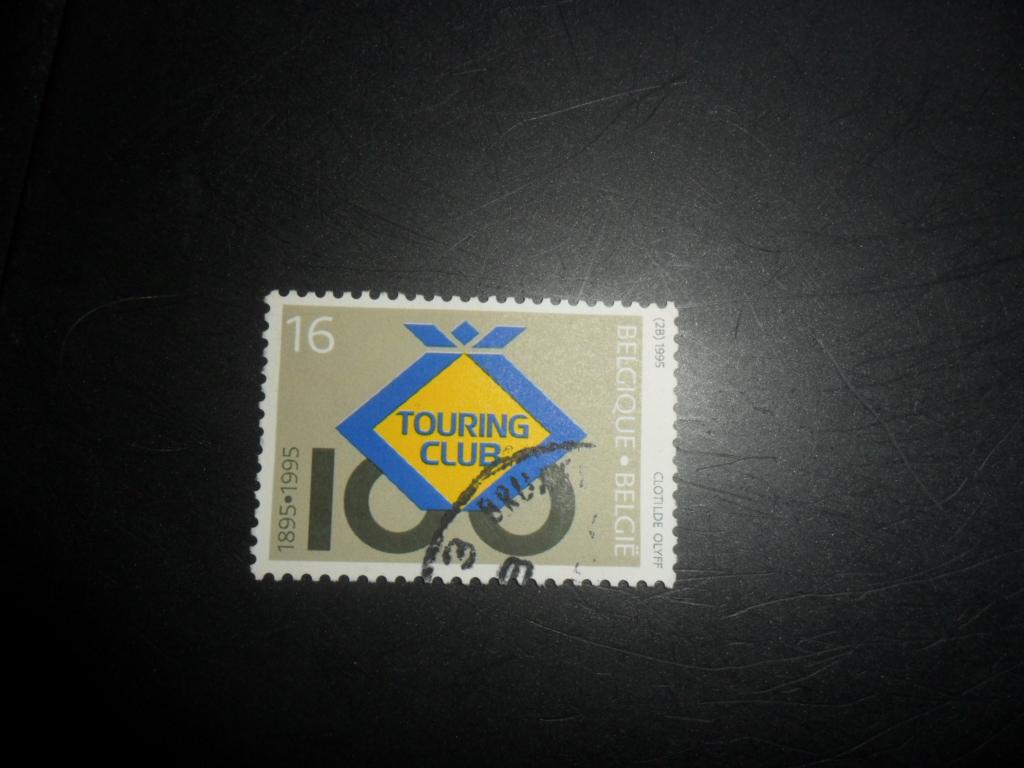 16
(28) 1995
BELGIQUE • BELGIË
TOURING
CLUB
1895•1995
100
CLOTILDE OLYFF